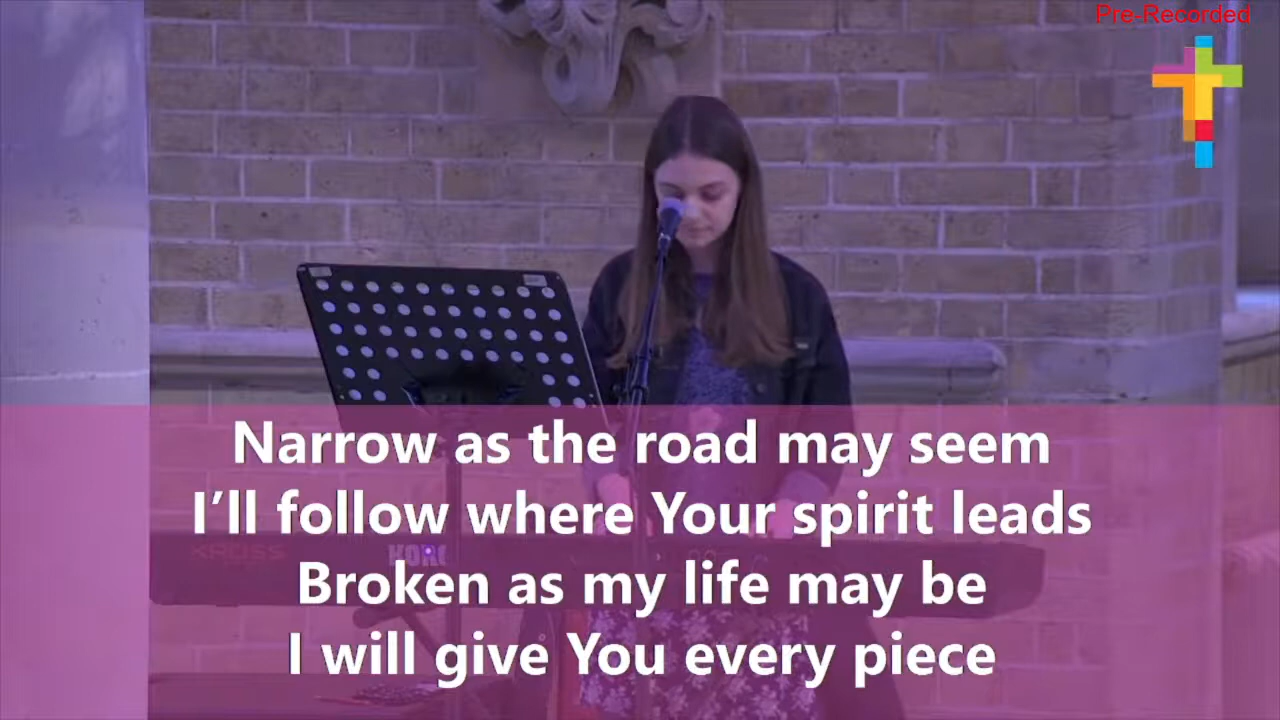 Pre-Recorded
Narrow as the road may seem
I'll follow where Your spirit leads
KROSS KORG
Broken as my life may be
I will give You every piece